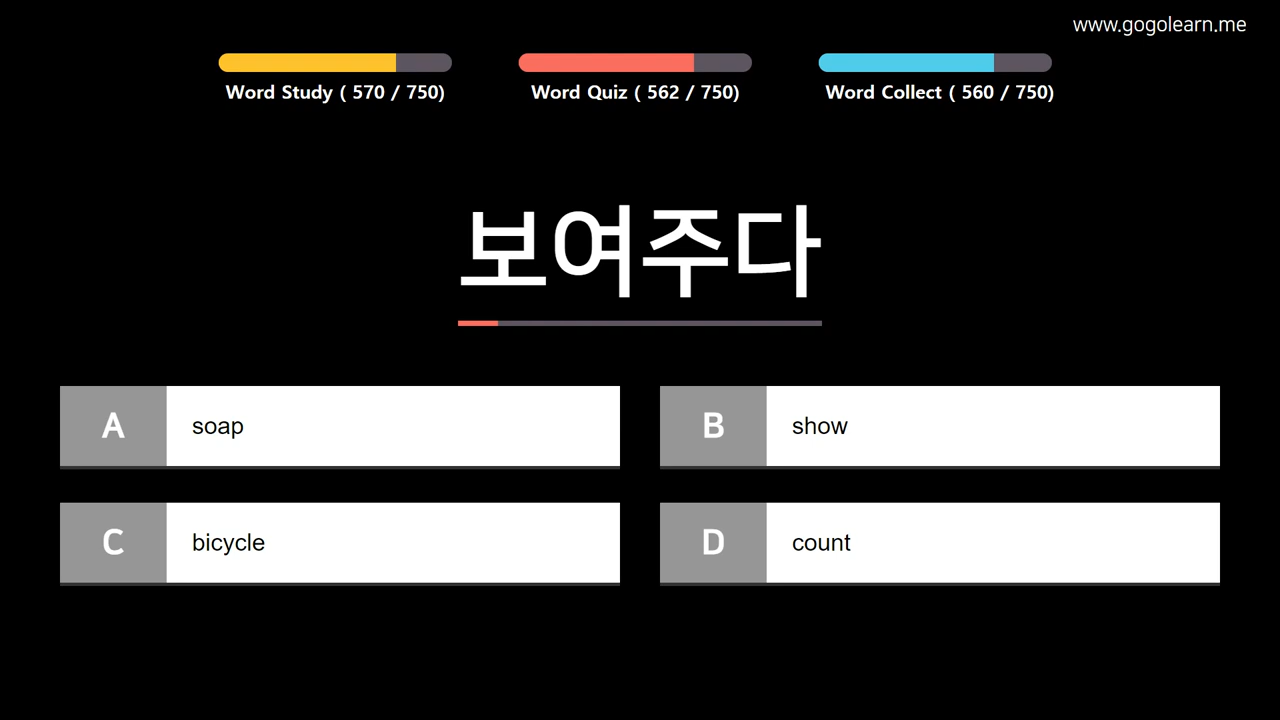 www.gogolearn.me
Word Study ( 570 / 750)
Word Quiz ( 562 / 750)
Word Collect ( 560 / 750)
보여주다
A soap
B show
C bicycle
D count